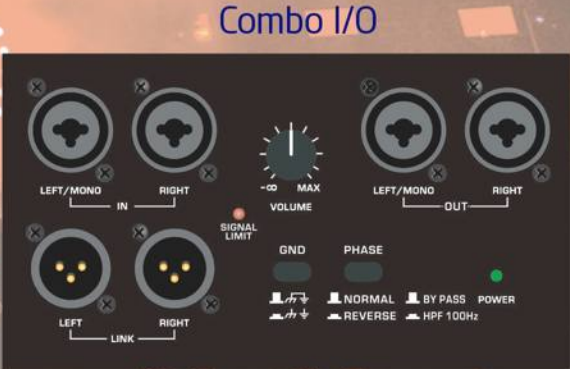 Combo I/O
LEFT/MONO
RIGHT
IN
-∞ MAX
VOLUME
LEFT/MONO
RIGHT
OUT
SIGNAL
LIMIT
GND
PHASE
NORMAL
BY PASS
POWER
REVERSE
HPF 100Hz
LEFT
RIGHT
LINK